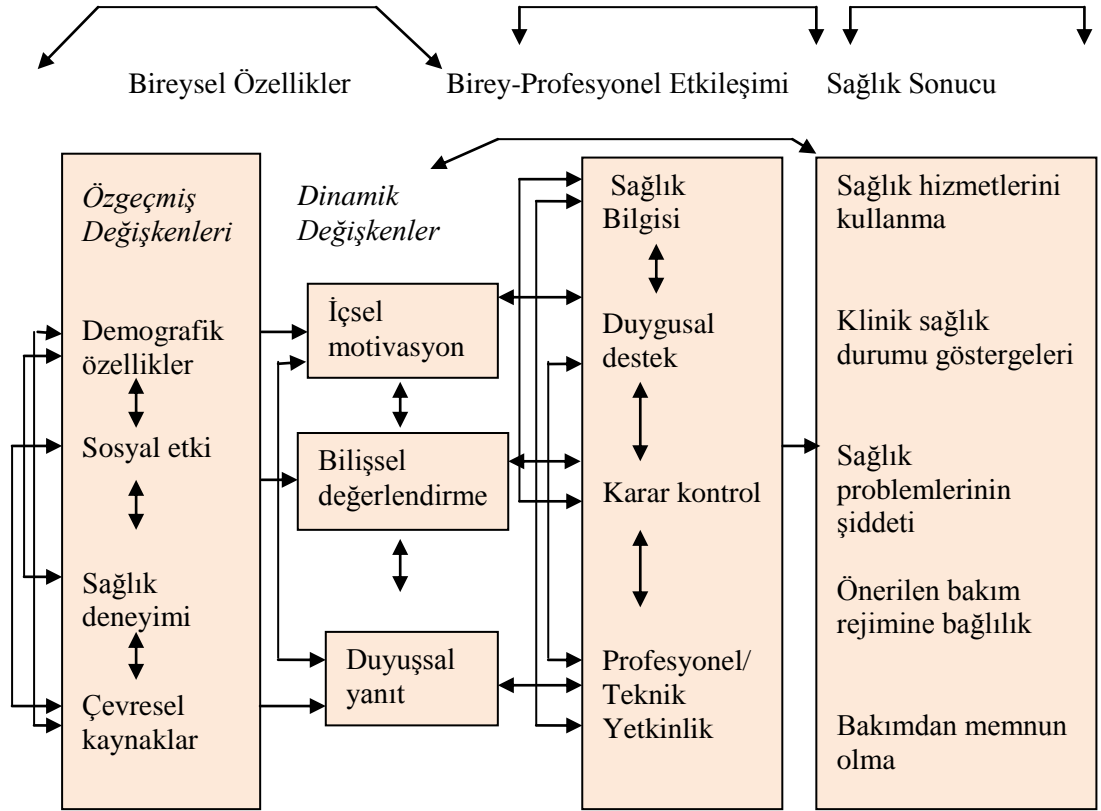 Bireysel Özellikler
Birey-Profesyonel Etkileşimi
Sağlık Sonucu
Özgeçmiş
Değişkenleri
Demografik
özellikler
Sosyal etki
Sağlık
deneyimi
Çevresel
kaynaklar
Dinamik
Değişkenler
İçsel
motivasyon
Bilişsel
değerlendirme
Duyuşsal
yanıt
Sağlık
Bilgisi
Duygusal
destek
Karar kontrol
Profesyonel/
Teknik
Yetkinlik
Sağlık hizmetlerini
kullanma
Klinik sağlık
durumu göstergeleri
Sağlık
problemlerinin
şiddeti
Önerilen bakım
rejimine bağlılık
Bakımdan memnun
olma